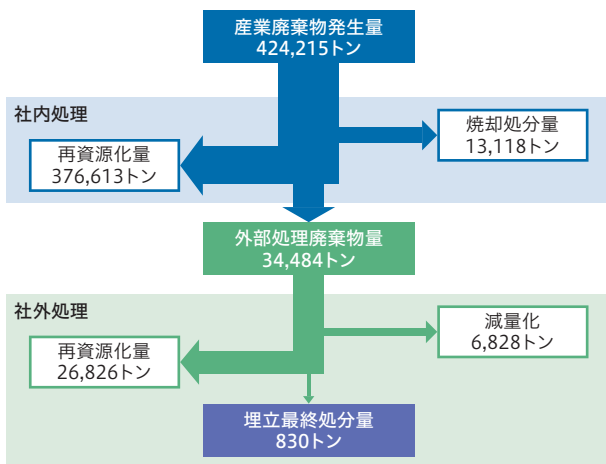 産業廃棄物発生量
424,215トン
社内処理
再資源化量
376,613トン
焼却処分量
13,118トン
外部処理廃棄物量
34,484トン
社外処理
再資源化量
26,826トン
減量化
6,828トン
埋立最終処分量
830トン